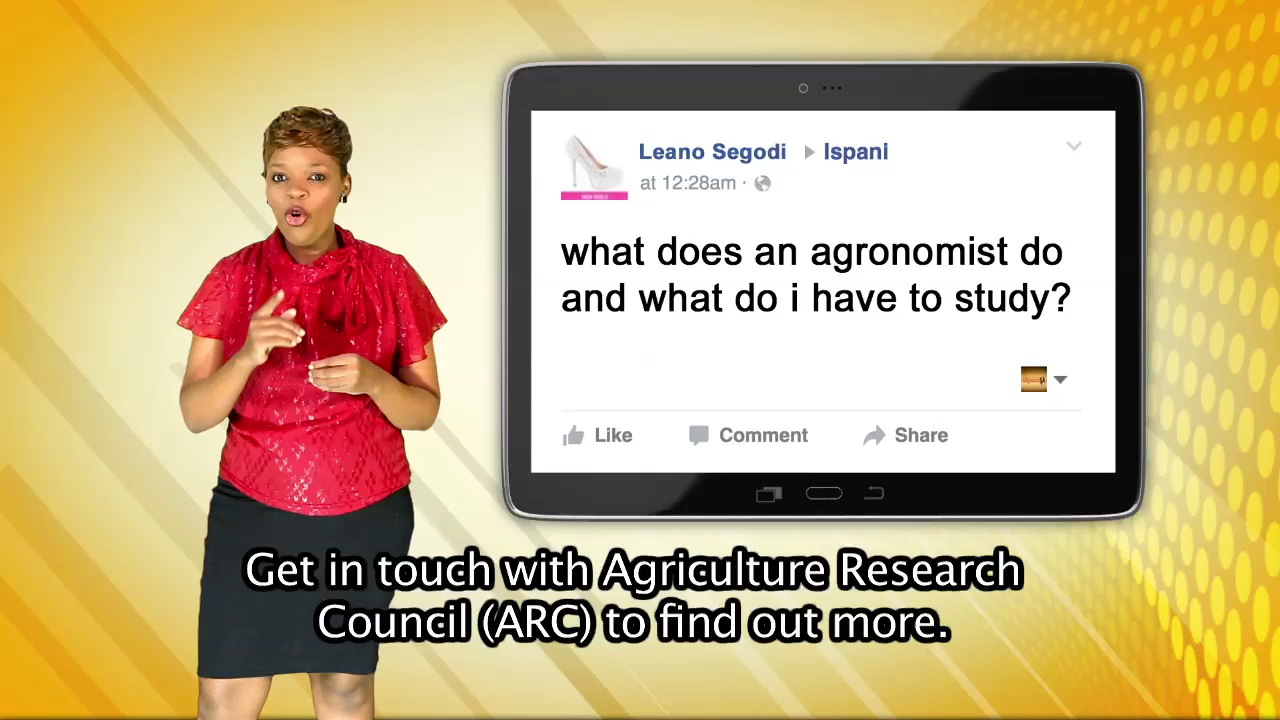 Leano Segodi Ispani
at 12:28am ·
what does an agronomist do
and what do i have to study?
Like Comment Share
Get in touch with Agriculture Research
Council (ARC) to find out more.